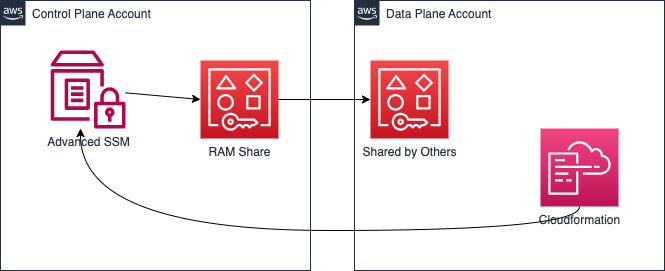 aws
Control Plane Account
aws
Data Plane Account
Advanced SSM
RAM Share
Shared by Others
Cloudformation